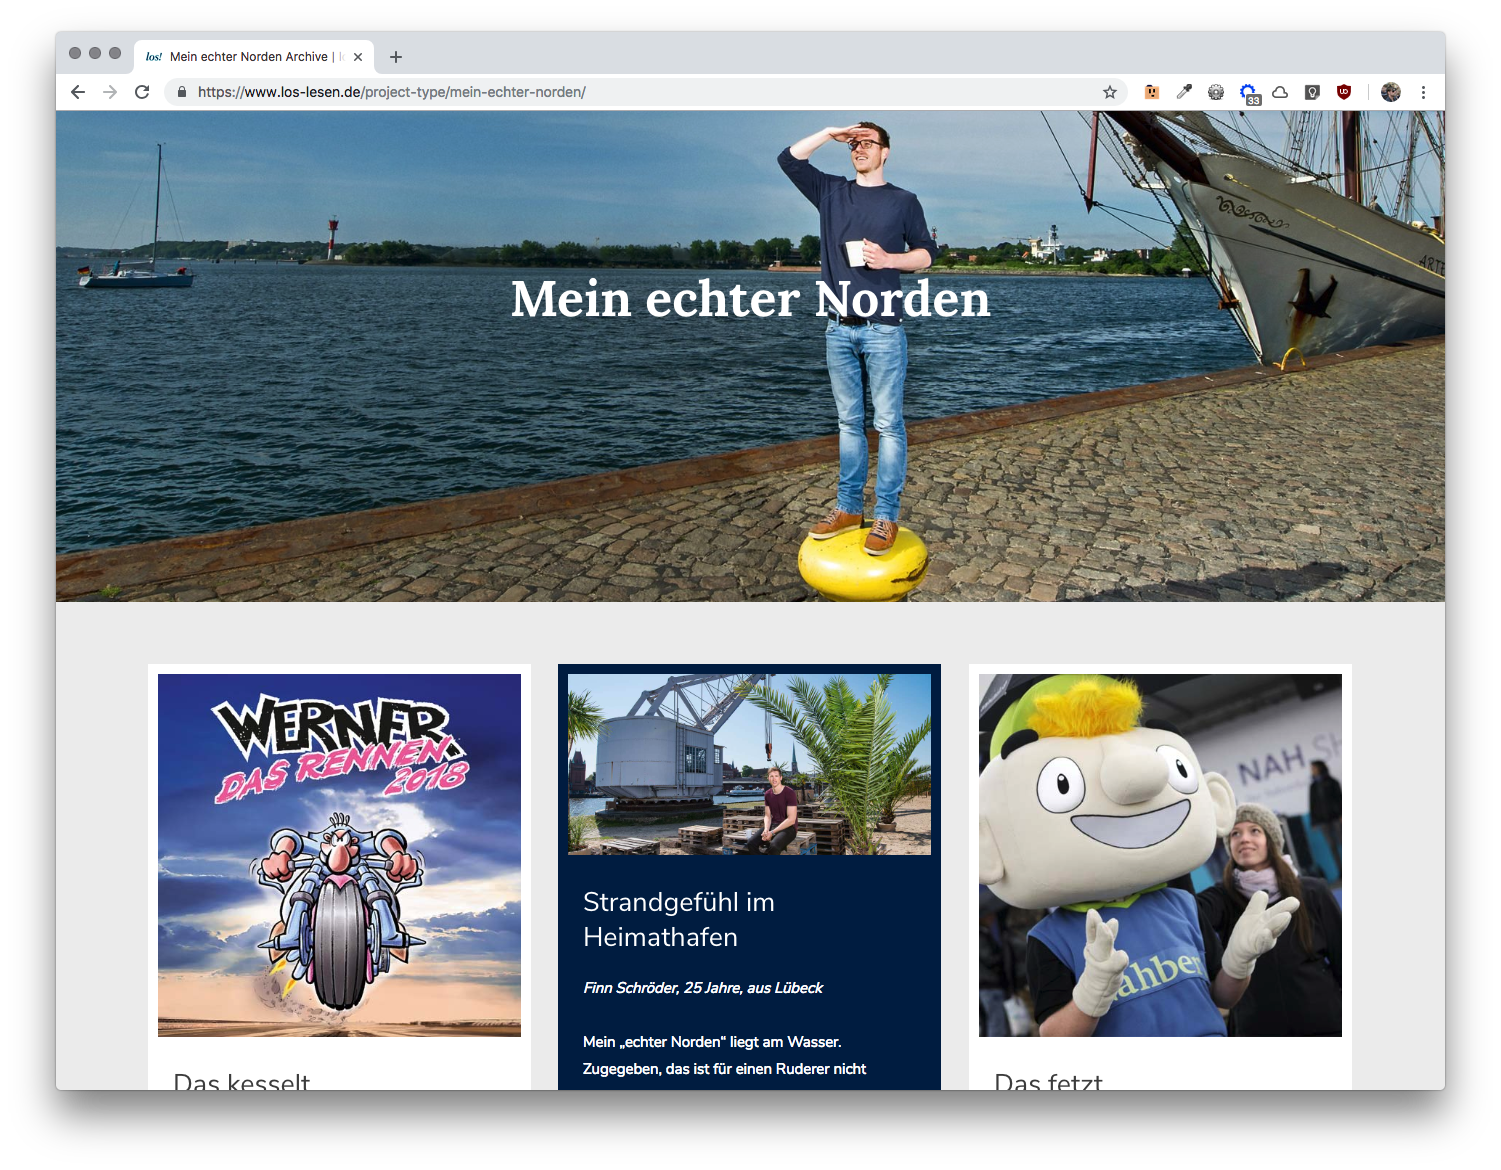 los! Mein echter Norden Archive | l
https://www.los-lesen.de/project-type/mein-echter-norden/
33
ARTE
Mein echter Norden
WERNER.
DAS RENNEN.
2018
NAH SH
ahber
Strandgefühl im
Heimathafen
Finn Schröder, 25 Jahre, aus Lübeck
Mein „echter Norden“ liegt am Wasser.
Zugegeben, das ist für einen Ruderer nicht
Das kesselt
Das fetzt